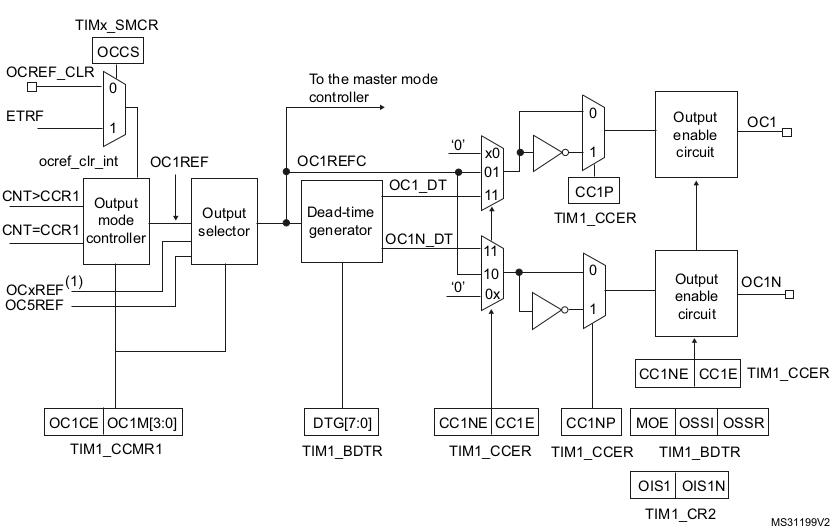 TIMx_SMCR
OCCS
OCREF_CLR
0
ETRF
1
ocref_clr_int
To the master mode
controller
OC1REF
OC1REFC
CNT>CCR1
CNT=CCR1
Output
mode
controller
Output
selector
OCxREF(1)
OC5REF
Dead-time
generator
OC1_DT
OC1N_DT
'0'
x0
01
11
11
10
'0'
0x
0
1
CC1P
TIM1_CCER
Output
enable
circuit
OC1
0
1
Output
enable
circuit
OC1N
CC1NE CC1E TIM1_CCER
OC1CE OC1M[3:0]
TIM1_CCMR1
DTG[7:0]
TIM1_BDTR
CC1NE CC1E
TIM1_CCER
CC1NP
TIM1_CCER
MOE OSSI OSSR
TIM1_BDTR
OIS1 OIS1N
TIM1_CR2
MS31199V2